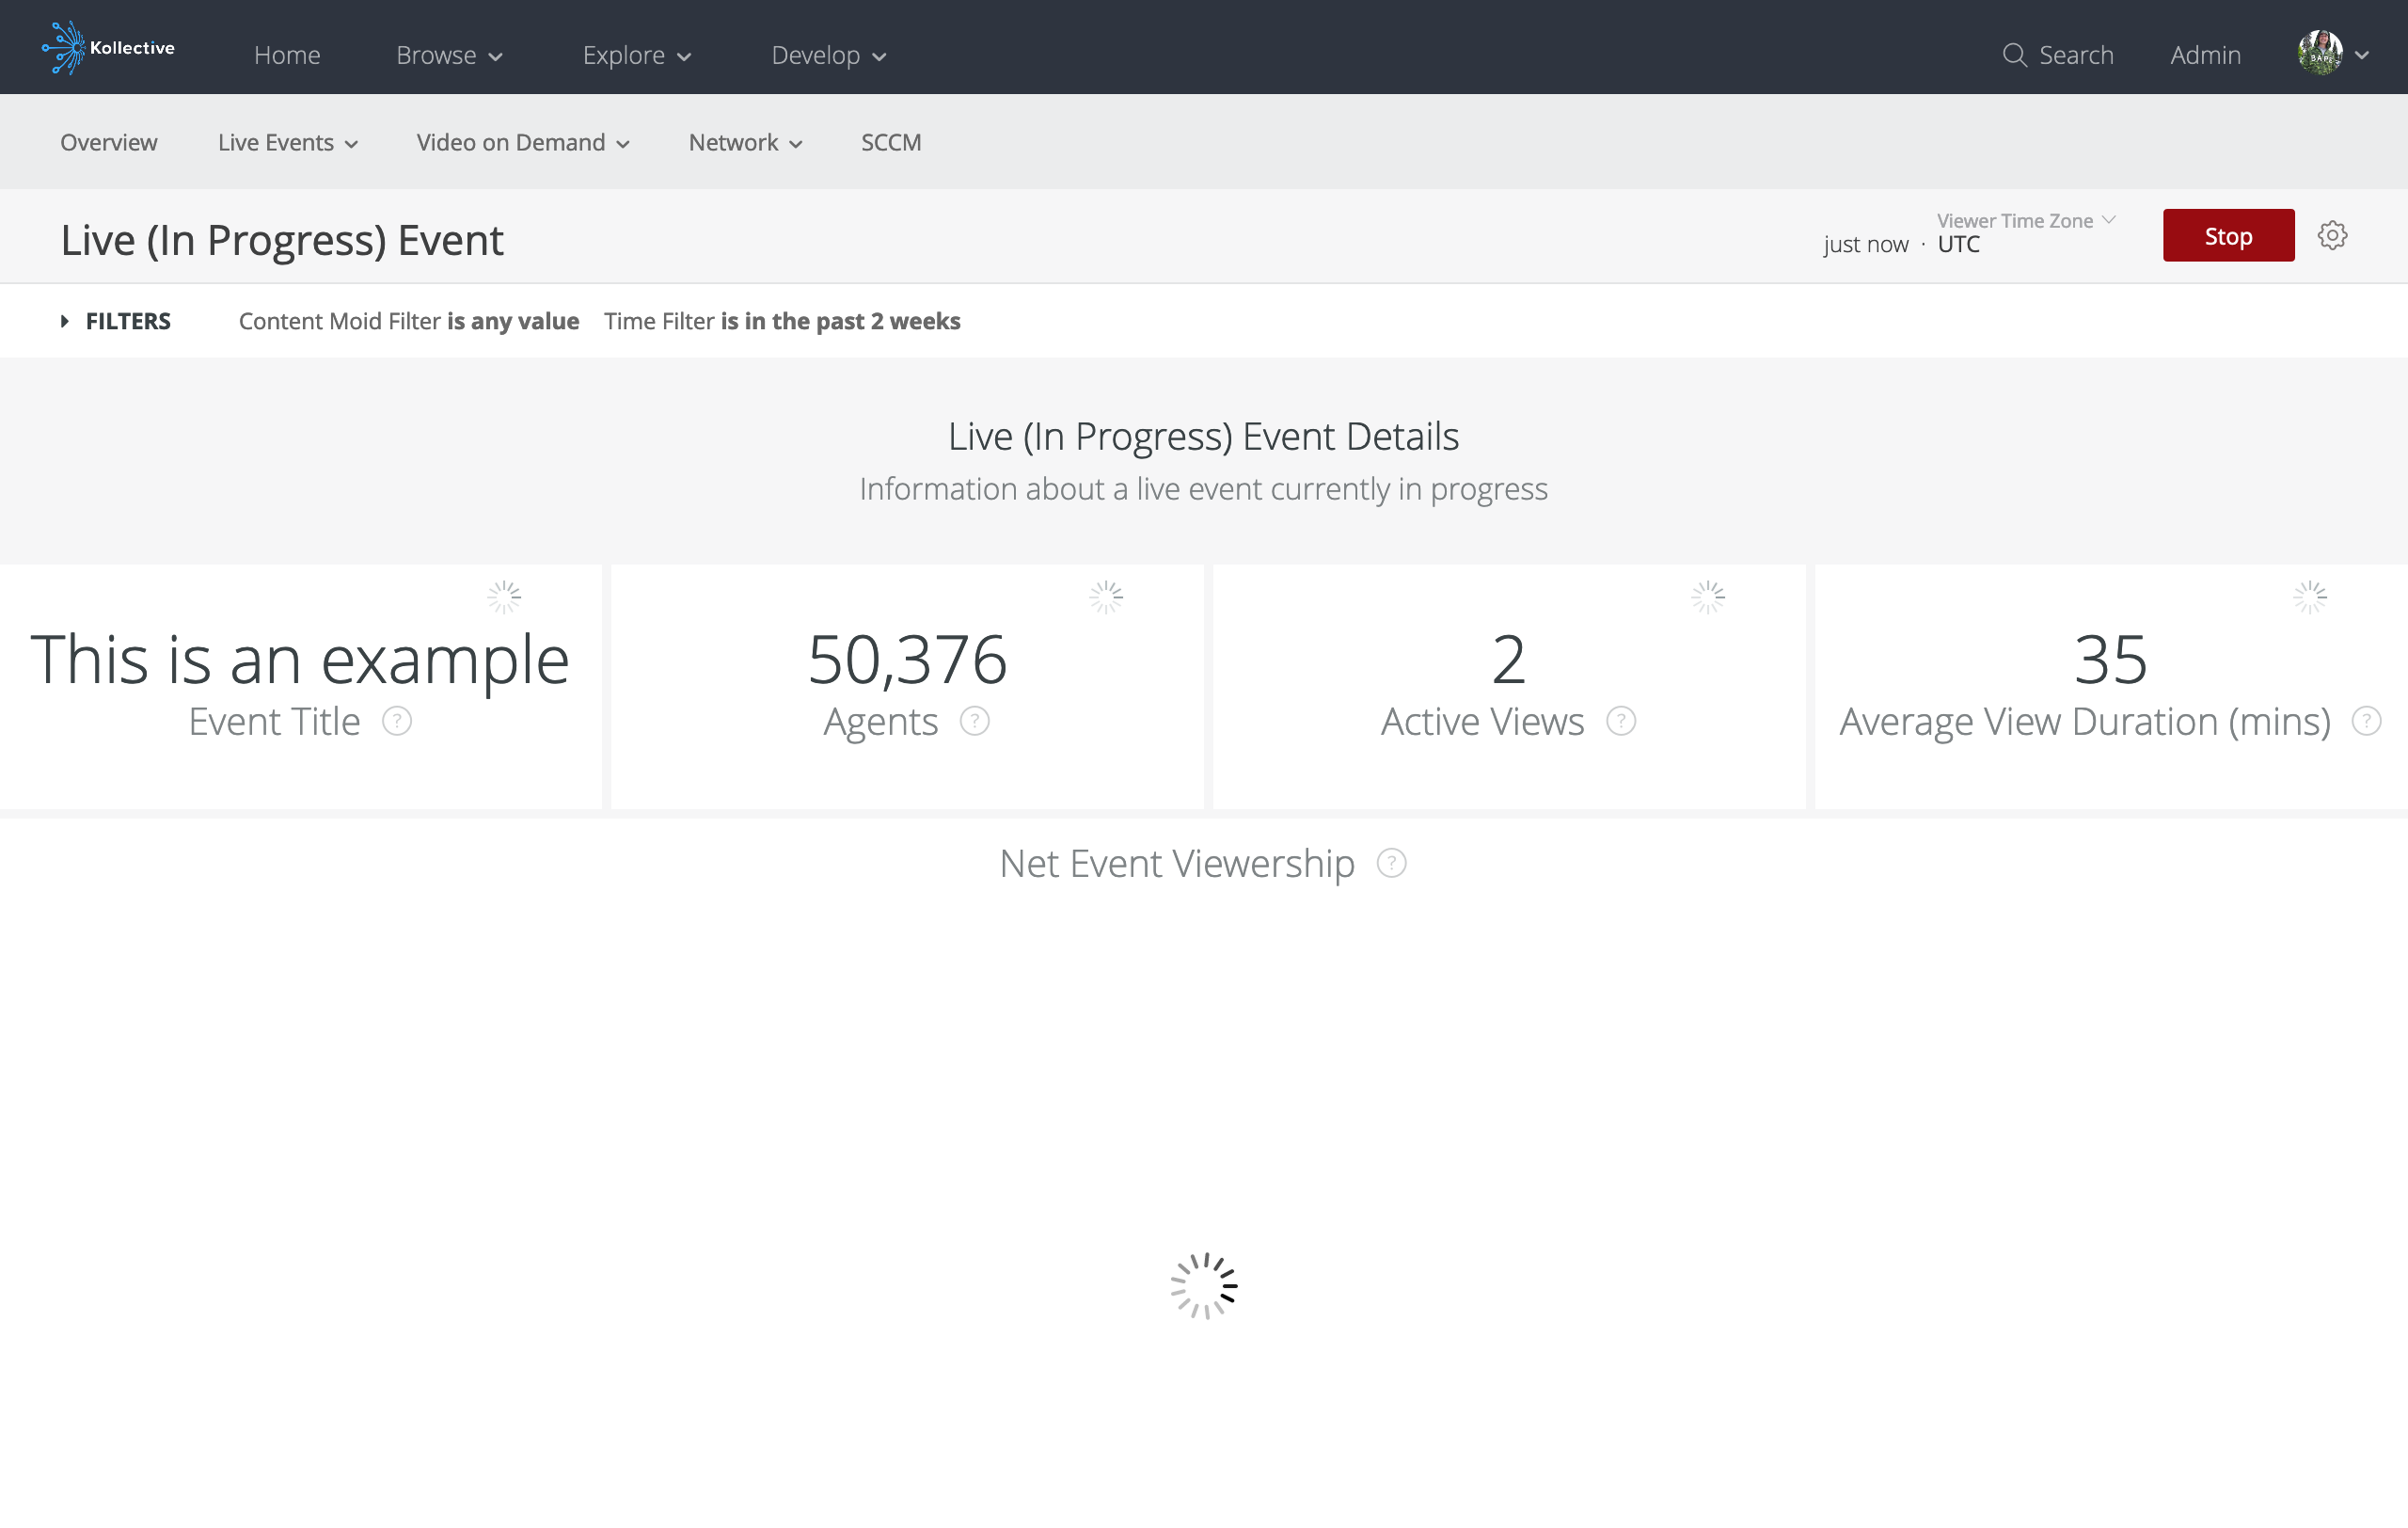 Kollective
Home Browse Explore Develop Search Admin
Overview Live Events Video on Demand Network SCCM
Live (In Progress) Event
Viewer Time Zone
just now · UTC
Stop
FILTERS Content Moid Filter is any value Time Filter is in the past 2 weeks
Live (In Progress) Event Details
Information about a live event currently in progress
This is an example
Event Title ?
50,376
Agents ?
2
Active Views ?
35
Average View Duration (mins) ?
Net Event Viewership ?